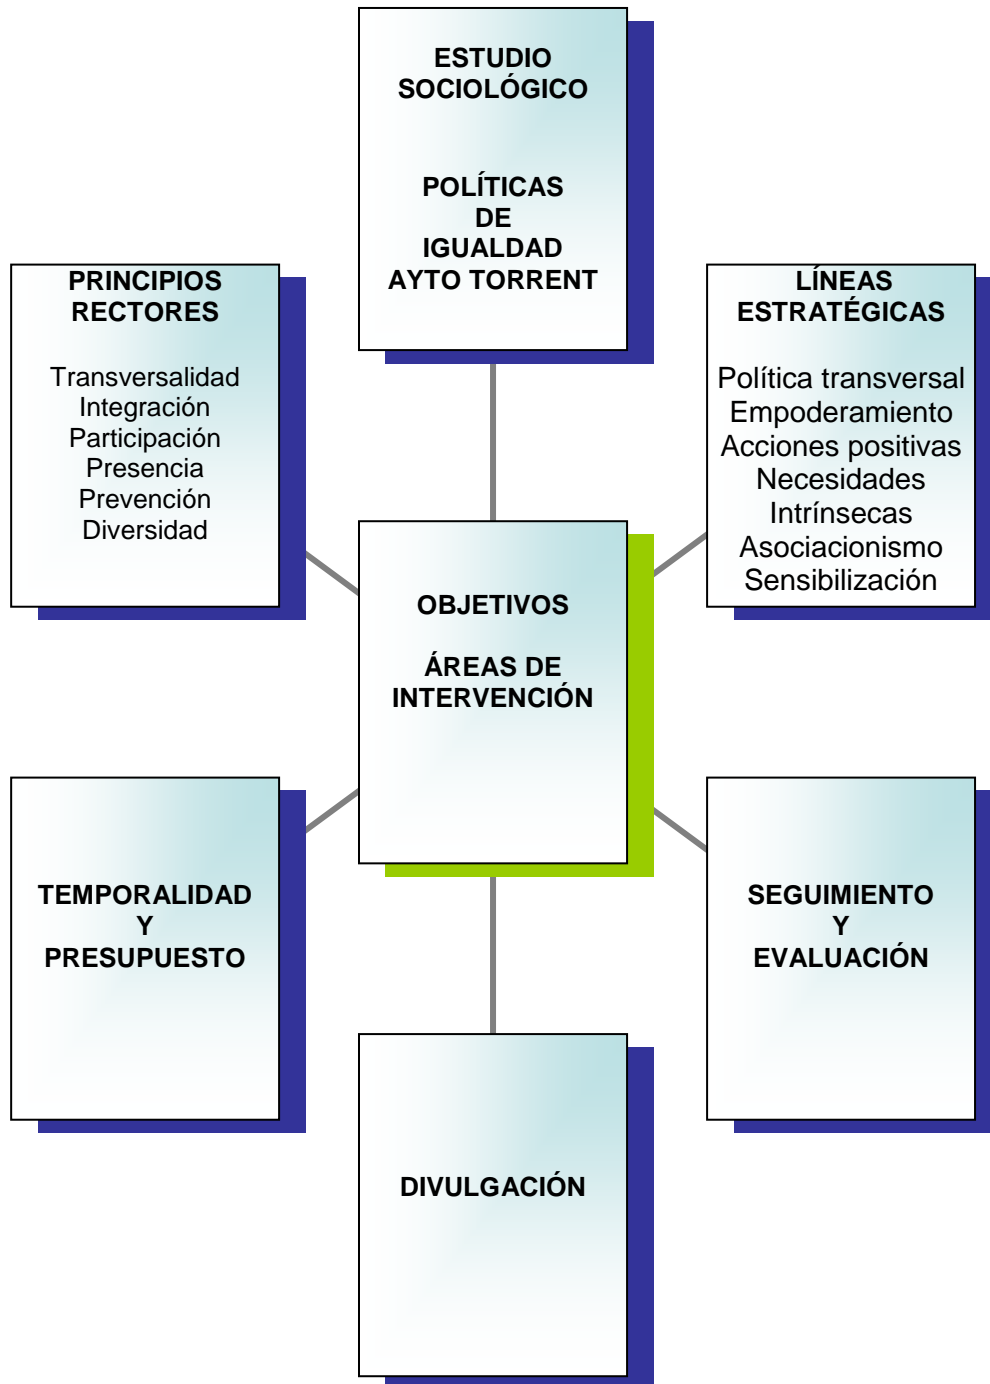 ESTUDIO
SOCIOLÓGICO
POLÍTICAS
DE
IGUALDAD
AYTO TORRENT
PRINCIPIOS
RECTORES
Transversalidad
Integración
Participación
Presencia
Prevención
Diversidad
LÍNEAS
ESTRATÉGICAS
Política transversal
Empoderamiento
Acciones positivas
Necesidades
Intrínsecas
Asociacionismo
Sensibilización
OBJETIVOS
ÁREAS DE
INTERVENCIÓN
TEMPORALIDAD
Y
PRESUPUESTO
SEGUIMIENTO
Y
EVALUACIÓN
DIVULGACIÓN